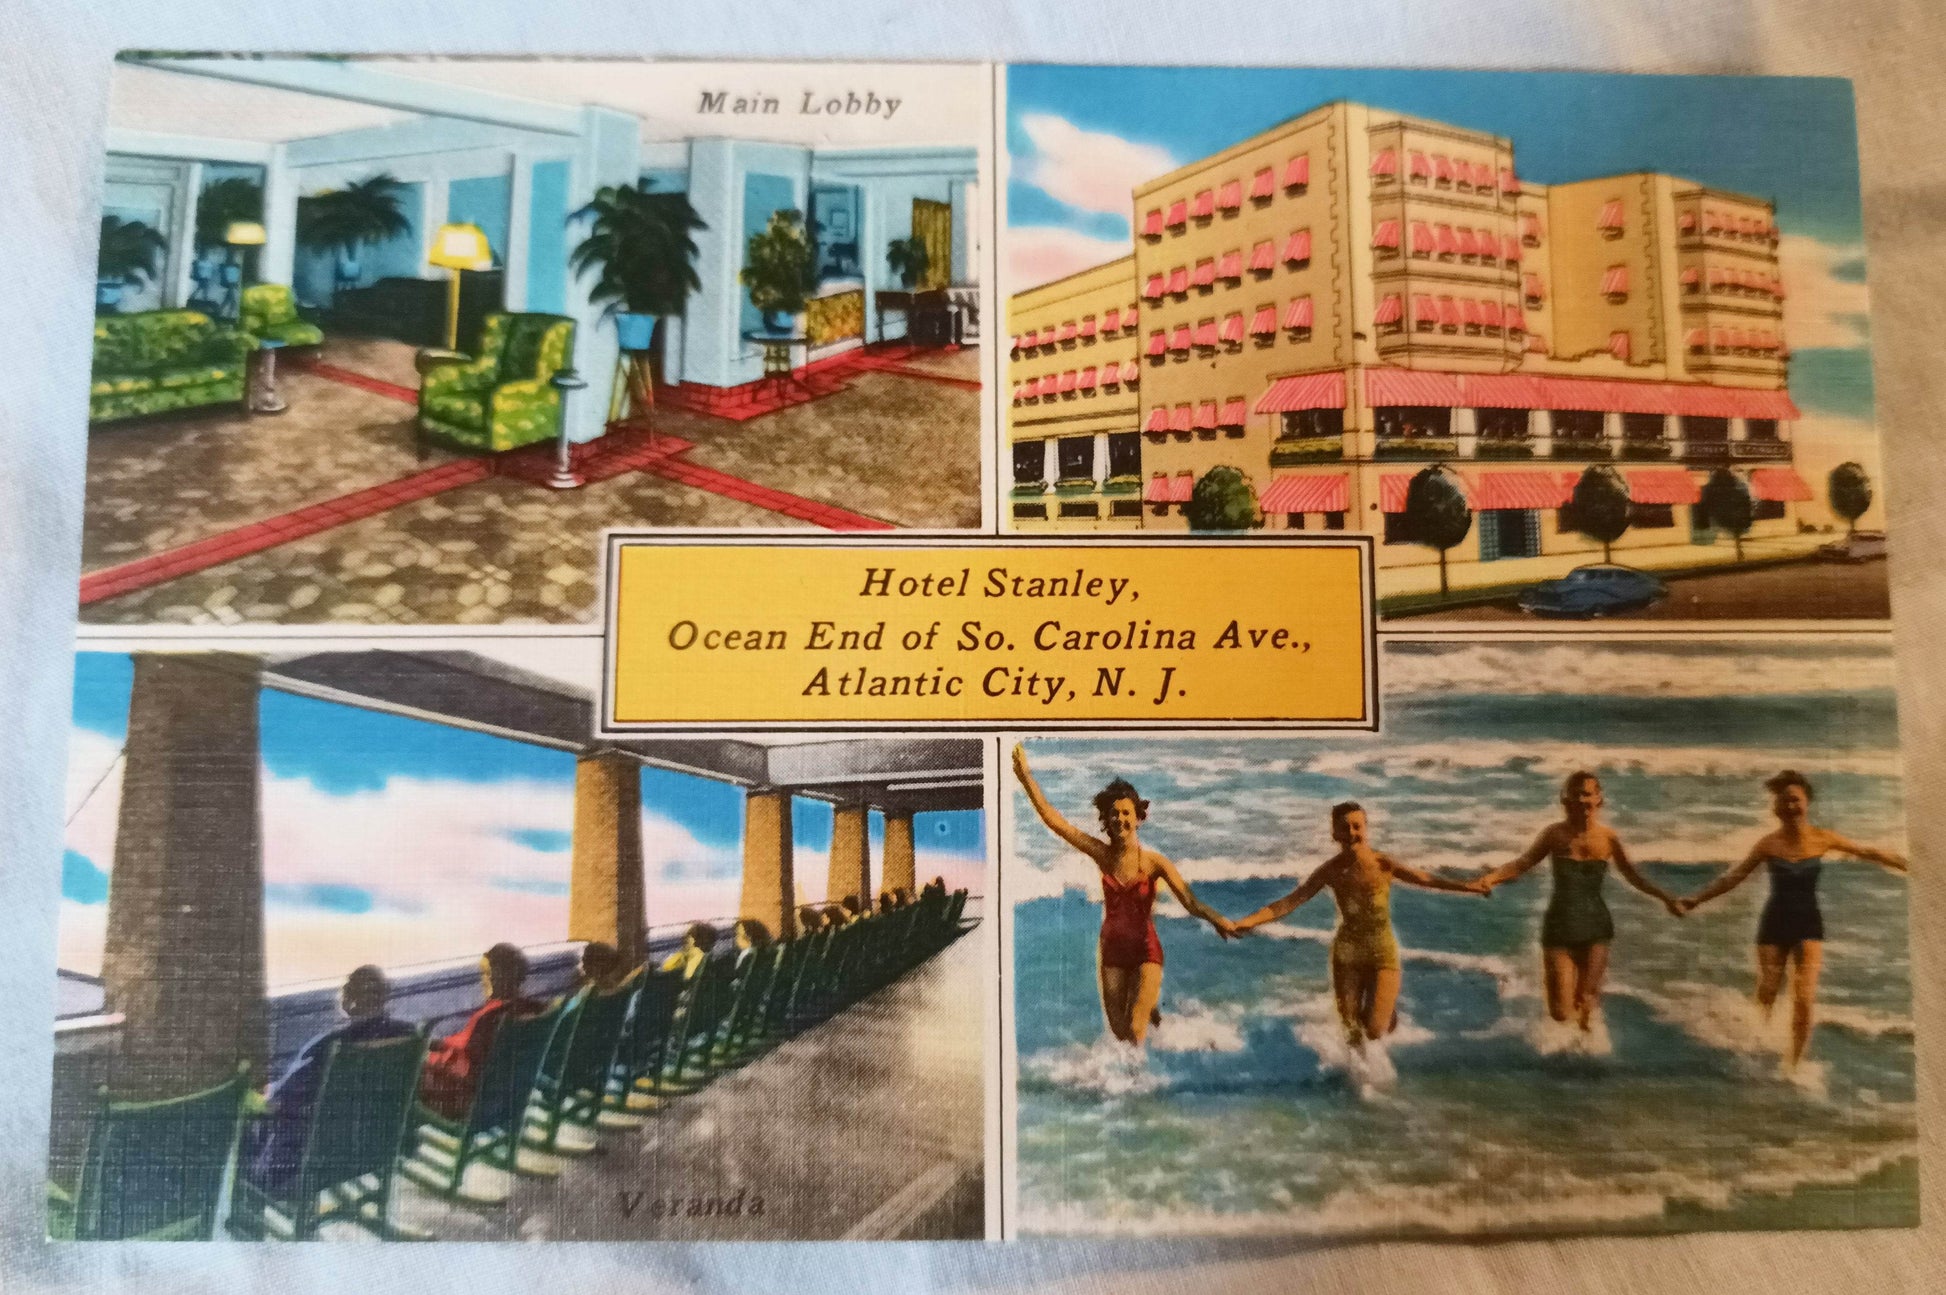 Main Lobby
Hotel Stanley,
Ocean End of So. Carolina Ave.,
Atlantic City, N. J.
Veranda